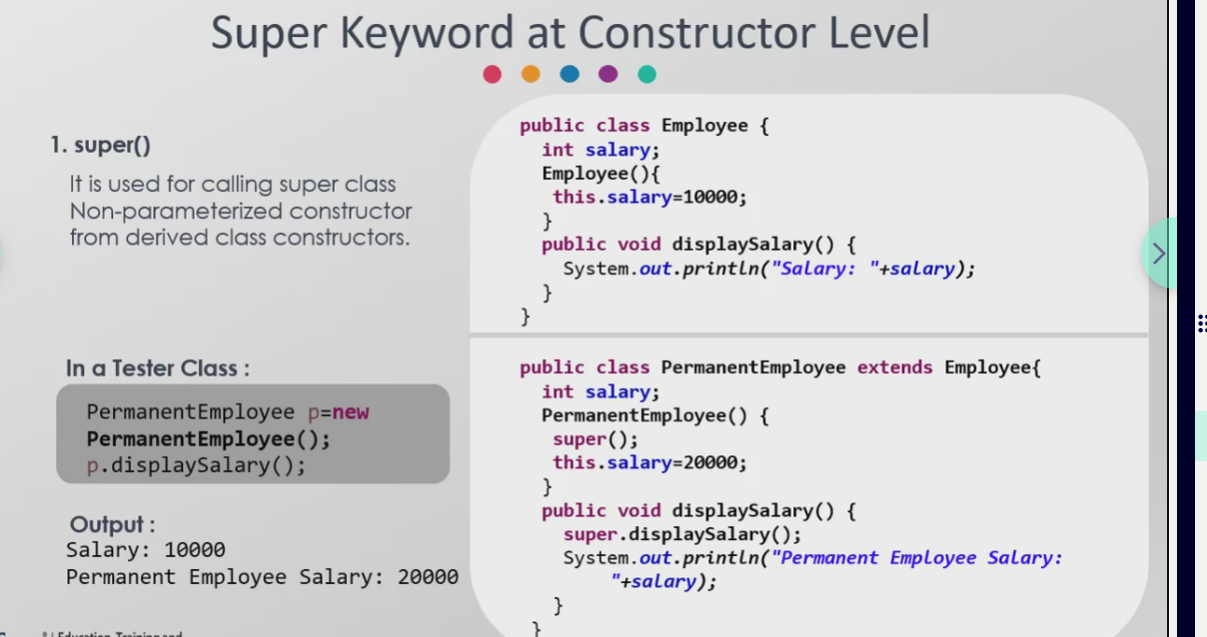 Super Keyword at Constructor Level
1. super()
It is used for calling super class
Non-parameterized constructor
from derived class constructors.
In a Tester Class :
PermanentEmployee p=new
PermanentEmployee();
p.displaySalary();
Output :
Salary: 10000
Permanent Employee Salary: 20000
public class Employee {
int salary;
Employee(){
this.salary=10000;
}
public void displaySalary() {
System.out.println("Salary: "+salary);
}
}
public class PermanentEmployee extends Employee{
int salary;
PermanentEmployee() {
super();
this.salary=20000;
}
public void displaySalary() {
super.displaySalary();
System.out.println("Permanent Employee Salary:
"+salary);
}
}
Education, Training and